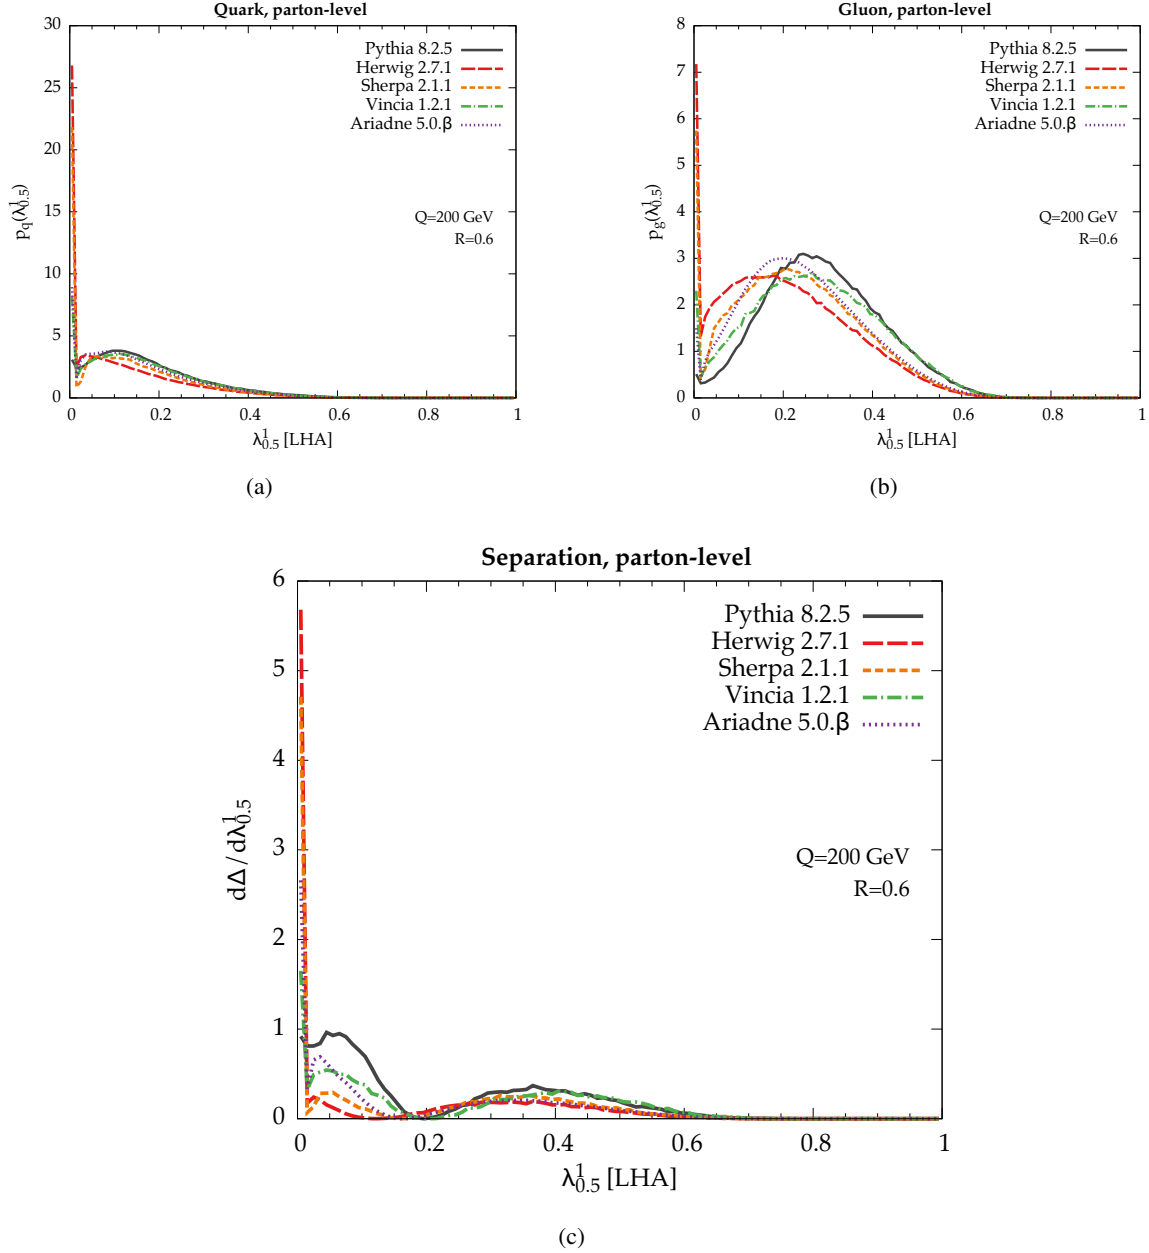 Quark, parton-level
30
25
20
15
10
5
0
0
0.2
0.4
0.6
0.8
1
p_q(λ^1_0.5)
λ^1_0.5 [LHA]
Pythia 8.2.5
Herwig 2.7.1
Sherpa 2.1.1
Vincia 1.2.1
Ariadne 5.0.β
Q=200 GeV
R=0.6
(a)
Gluon, parton-level
8
7
6
5
4
3
2
1
0
0
0.2
0.4
0.6
0.8
1
p_g(λ^1_0.5)
λ^1_0.5 [LHA]
Pythia 8.2.5
Herwig 2.7.1
Sherpa 2.1.1
Vincia 1.2.1
Ariadne 5.0.β
Q=200 GeV
R=0.6
(b)
Separation, parton-level
6
5
4
3
2
1
0
0
0.2
0.4
0.6
0.8
1
dΔ/dλ^1_0.5
λ^1_0.5 [LHA]
Pythia 8.2.5
Herwig 2.7.1
Sherpa 2.1.1
Vincia 1.2.1
Ariadne 5.0.β
Q=200 GeV
R=0.6
(c)